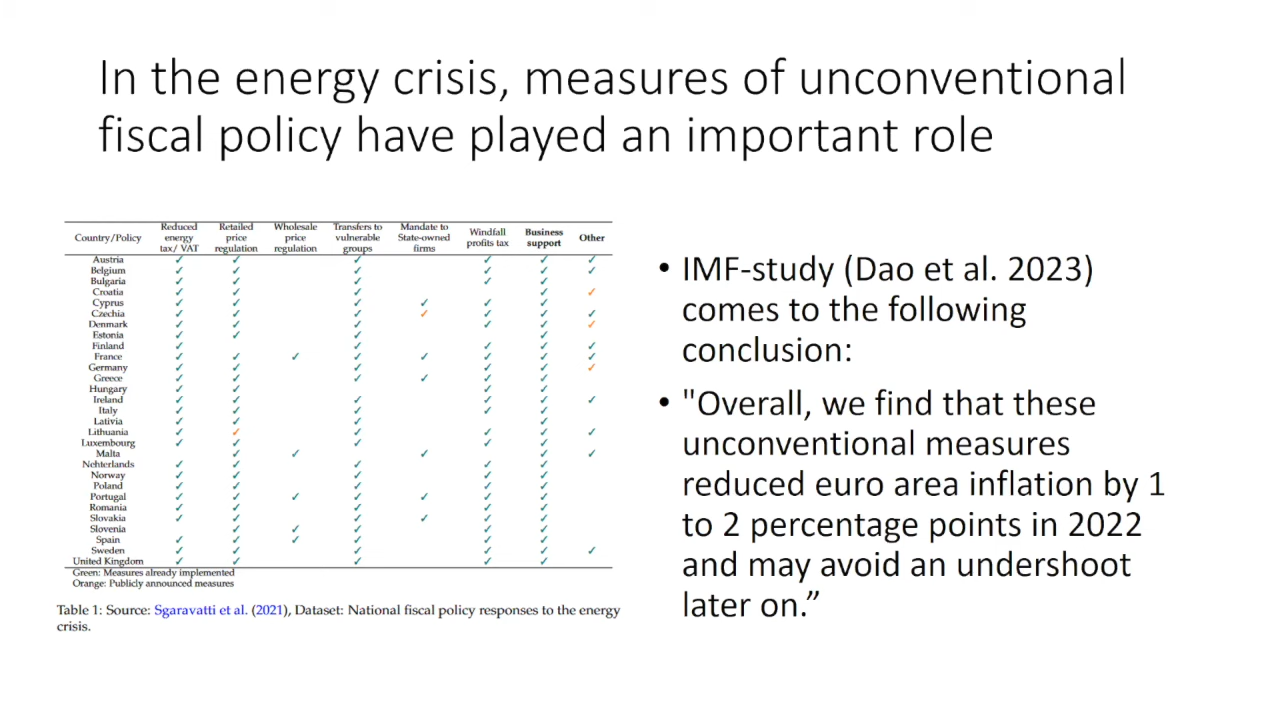 In the energy crisis, measures of unconventional
fiscal policy have played an important role
Country/Policy Reduced energy tax/ VAT Retailed price regulation Wholesale price regulation Transfers to vulnerable groups Mandate to State-owned firms Windfall profits tax Business support Other
Austria ✓ ✓ ✓ ✓ ✓ ✓
Belgium ✓ ✓ ✓ ✓ ✓ ✓
Bulgaria ✓ ✓ ✓ ✓ ✓
Croatia ✓ ✓ ✓ ✓ ✓
Cyprus ✓ ✓ ✓ ✓ ✓ ✓
Czechia ✓ ✓ ✓ ✓ ✓ ✓ ✓
Denmark ✓ ✓ ✓ ✓ ✓ ✓
Estonia ✓ ✓ ✓ ✓
Finland ✓ ✓ ✓ ✓ ✓
France ✓ ✓ ✓ ✓ ✓ ✓ ✓ ✓
Germany ✓ ✓ ✓ ✓ ✓ ✓
Greece ✓ ✓ ✓ ✓ ✓ ✓
Hungary ✓ ✓ ✓ ✓
Ireland ✓ ✓ ✓ ✓ ✓ ✓
Italy ✓ ✓ ✓ ✓ ✓
Lativia ✓ ✓ ✓ ✓
Lithuania ✓ ✓ ✓ ✓ ✓ ✓
Luxembourg ✓ ✓ ✓ ✓ ✓
Malta ✓ ✓ ✓ ✓ ✓
Nehterlands ✓ ✓ ✓ ✓ ✓
Norway ✓ ✓ ✓ ✓ ✓
Poland ✓ ✓ ✓ ✓ ✓
Portugal ✓ ✓ ✓ ✓ ✓ ✓ ✓
Romania ✓ ✓ ✓ ✓ ✓
Slovakia ✓ ✓ ✓ ✓ ✓ ✓
Slovenia ✓ ✓ ✓ ✓ ✓
Spain ✓ ✓ ✓ ✓ ✓ ✓
Sweden ✓ ✓ ✓ ✓ ✓ ✓
United Kingdom ✓ ✓ ✓ ✓ ✓
Green: Measures already implemented
Orange: Publicly announced measures
Table 1: Source: Sgaravatti et al. (2021), Dataset: National fiscal policy responses to the energy
crisis.
• IMF-study (Dao et al. 2023)
comes to the following
conclusion:
• "Overall, we find that these
unconventional measures
reduced euro area inflation by 1
to 2 percentage points in 2022
and may avoid an undershoot
later on.”